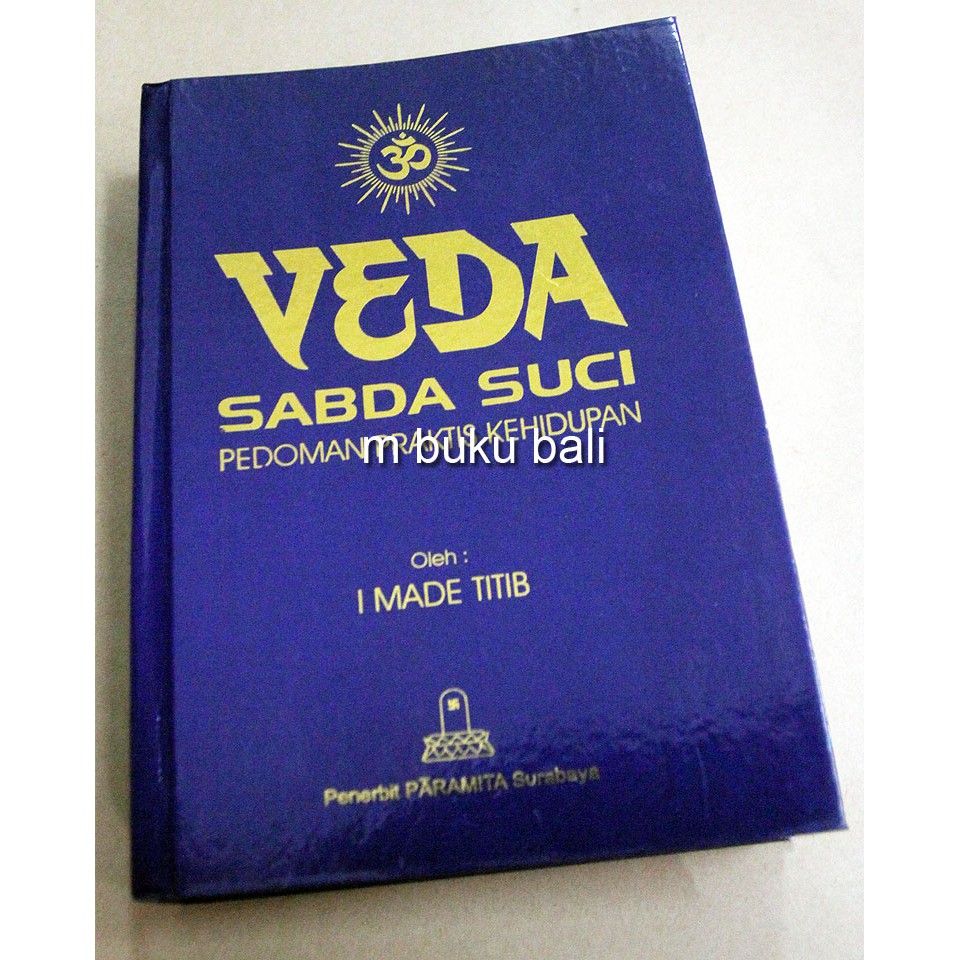 ॐ
VEDA
SABDA SUCI
PEDOMAN PRAKTIS KEHIDUPAN
m buku bali
Oleh :
I MADE TITIB
Penerbit PĀRAMITA Surabaya